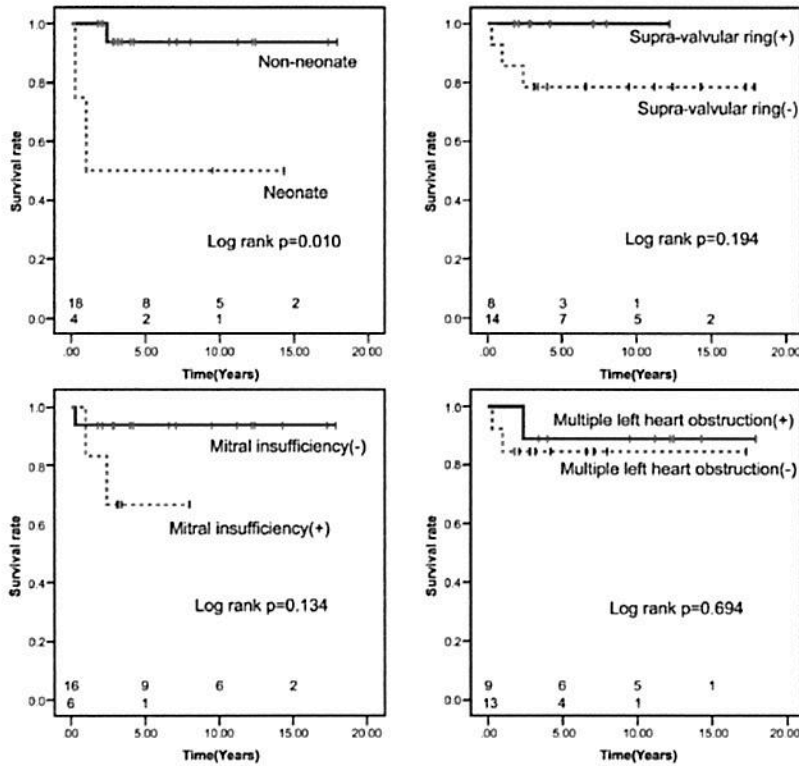 1.0
0.8
0.6
0.4
0.2
0.0
Survival rate
Non-neonate
Neonate
Log rank p=0.010
18 8 5 2
4 2 1
.00 5.00 10.00 15.00 20.00
Time(Years)
1.0
0.8
0.6
0.4
0.2
0.0
Survival rate
Supra-valvular ring(+)
Supra-valvular ring(-)
Log rank p=0.194
8 3 1
14 7 5 2
.00 5.00 10.00 15.00 20.00
Time(Years)
1.0
0.8
0.6
0.4
0.2
0.0
Survival rate
Mitral insufficiency(-)
Mitral insufficiency(+)
Log rank p=0.134
16 9 6 2
6 1
.00 5.00 10.00 15.00 20.00
Time(Years)
1.0
0.8
0.6
0.4
0.2
0.0
Survival rate
Multiple left heart obstruction(+)
Multiple left heart obstruction(-)
Log rank p=0.694
9 6 5 1
13 4 1
.00 5.00 10.00 15.00 20.00
Time(Years)